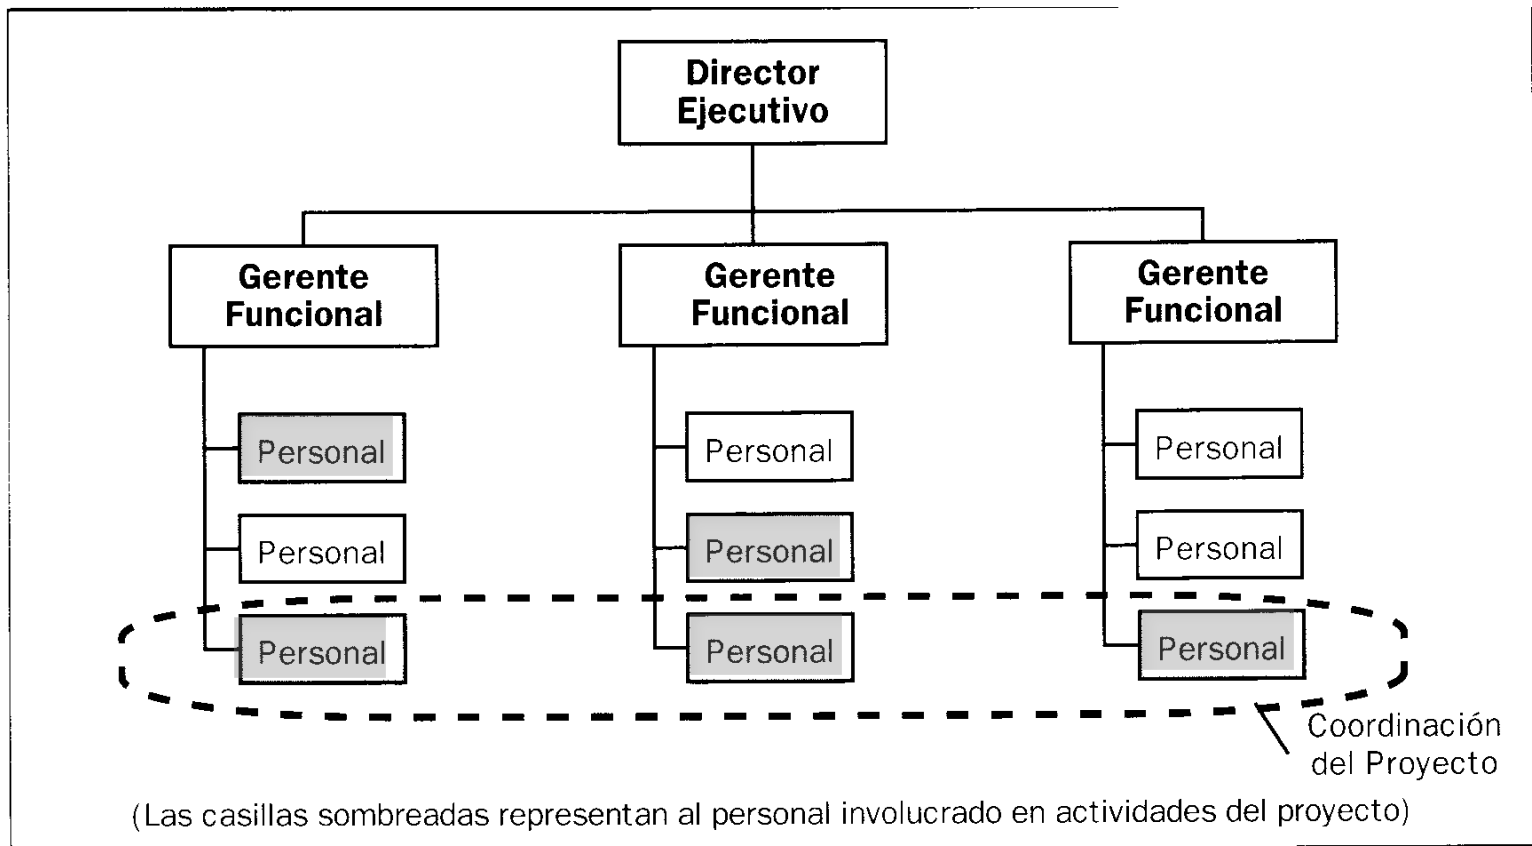 Director
Ejecutivo
Gerente
Funcional
Gerente
Funcional
Gerente
Funcional
Personal
Personal
Personal
Personal
Personal
Personal
Personal
Personal
Personal
Coordinación
del Proyecto
(Las casillas sombreadas representan al personal involucrado en actividades del proyecto)